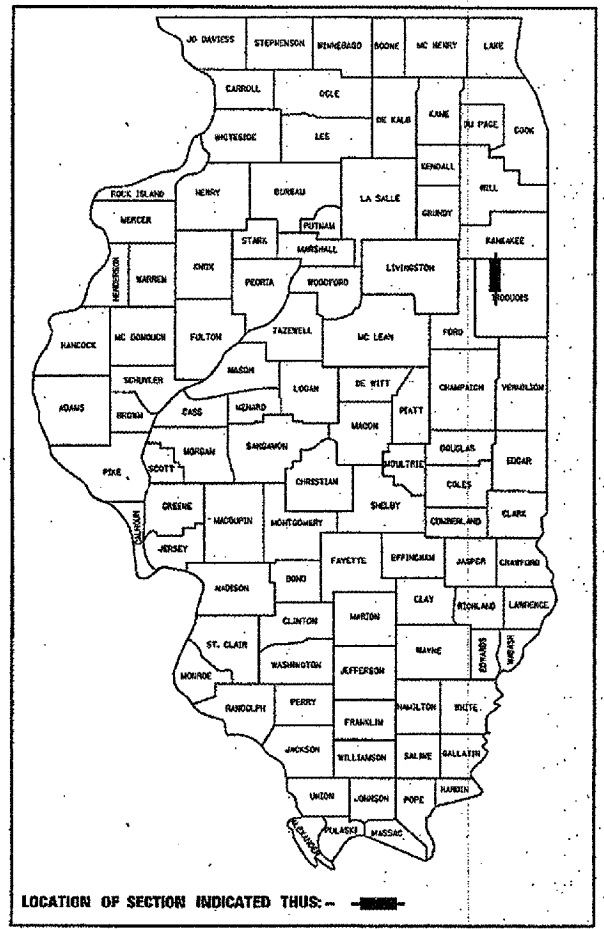 JO DAVIESS STEPHENSON WINNEBAGO BOONE MC HENRY LAKE
CARROLL OGLE DE KALB KANE DU PAGE COOK
WHITESIDE LEE
KENDALL WILL
ROCK ISLAND HENRY BUREAU LA SALLE GRUNDY
MERCER PUTNAM
STARK MARSHALL KANKAKEE
HENDERSON WARREN KNOX PEORIA WOODFORD LIVINGSTON IROQUOIS
HANCOCK MC DONOUGH FULTON TAZEWELL MC LEAN FORD
MASON
SCHUYLER LOGAN DE WITT CHAMPAIGN VERMILION
ADAMS BROWN CASS MENARD MACON PIATT
MORGAN SANGAMON DOUGLAS EDGAR
PIKE SCOTT CHRISTIAN MOULTRIE COLES
GREENE MACOUPIN MONTGOMERY SHELBY CUMBERLAND CLARK
CALHOUN JERSEY
FAYETTE EFFINGHAM JASPER CRAWFORD
MADISON BOND
CLAY RICHLAND LAWRENCE
CLINTON MARION
ST. CLAIR WAYNE EDWARDS WABASH
WASHINGTON JEFFERSON
MONROE
RANDOLPH PERRY HAMILTON WHITE
FRANKLIN
JACKSON WILLIAMSON SALINE GALLATIN
UNION JOHNSON POPE HARDIN
ALEXANDER PULASKI MASSAC
LOCATION OF SECTION INDICATED THUS:-